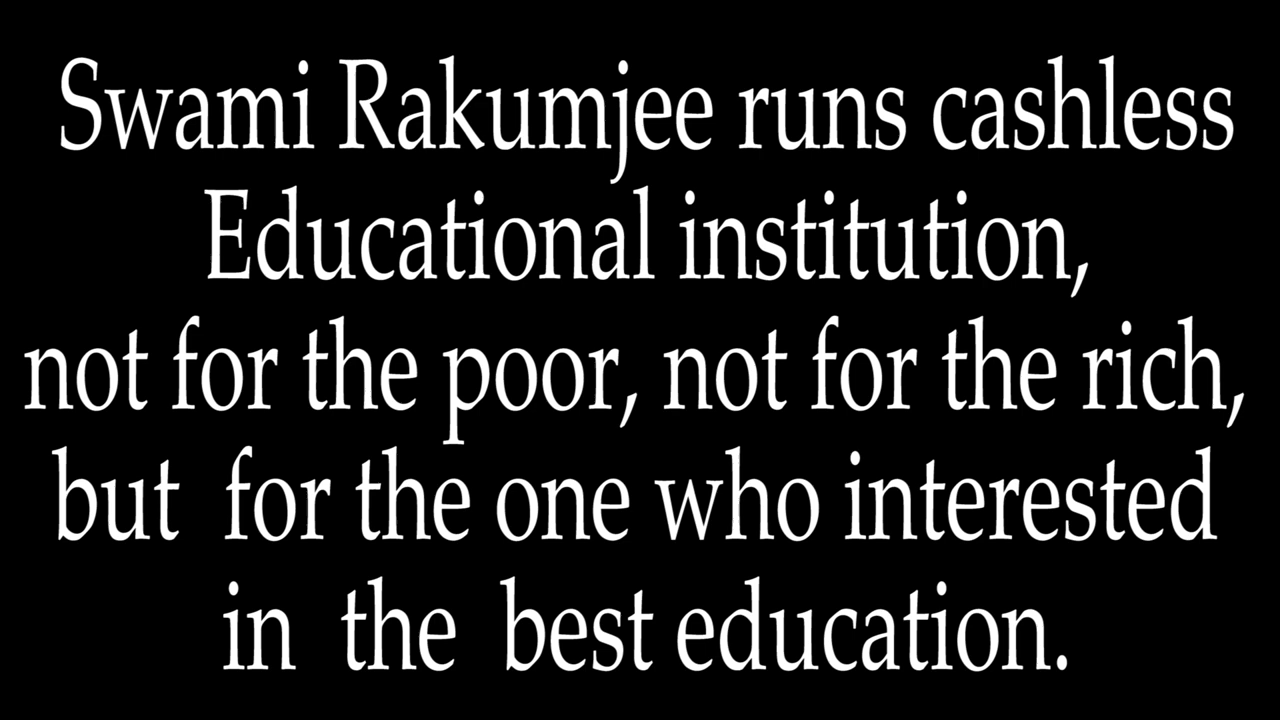 Swami Rakumjee runs cashless
Educational institution,
not for the poor, not for the rich,
but for the one who interested
in the best education.